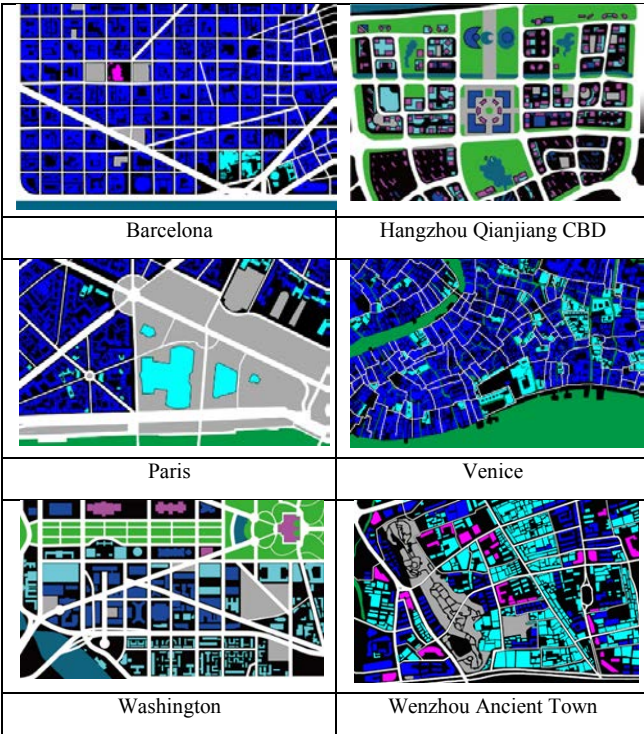 Barcelona
Hangzhou Qianjiang CBD
Paris
Venice
Washington
Wenzhou Ancient Town